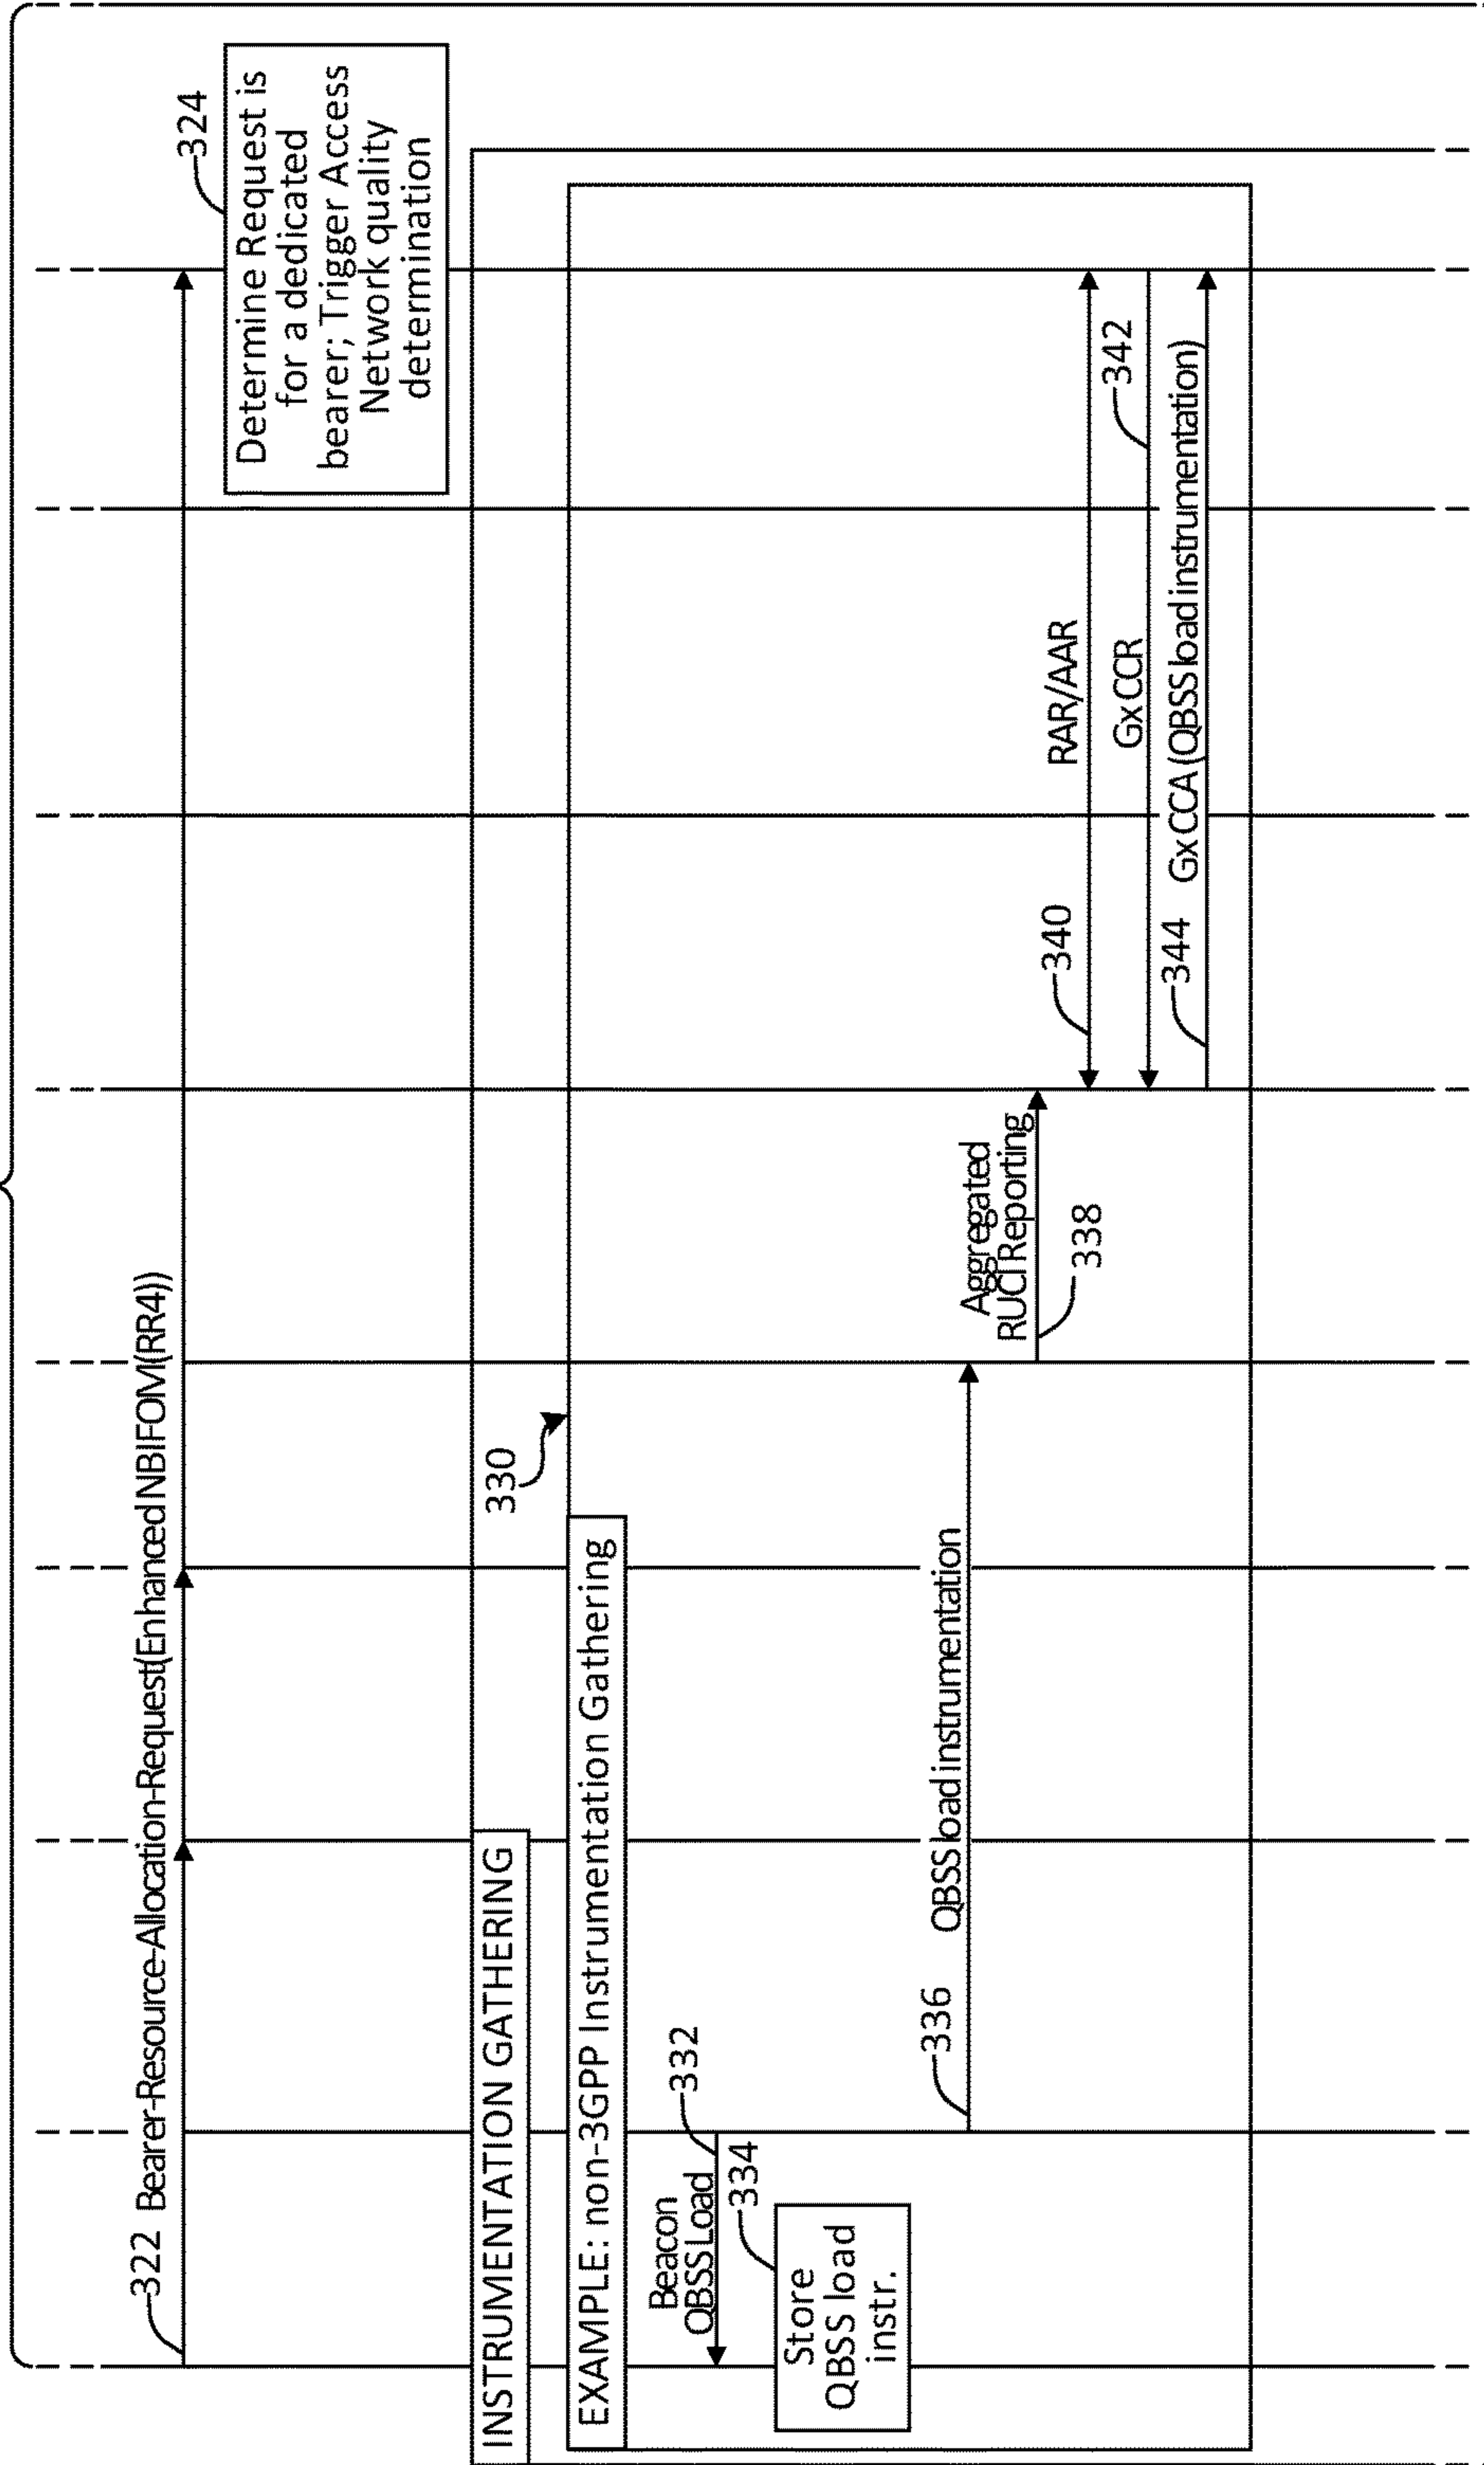 322
Bearer-Resource-Allocation-Request(Enhanced NBIFOM(RR4))
324
Determine Request is
for a dedicated
bearer; Trigger Access
Network quality
determination
INSTRUMENTATION GATHERING
330
EXAMPLE: non-3GPP Instrumentation Gathering
Beacon
QBSS Load
332
334
Store
QBSS load
instr.
336
QBSS load instrumentation
Aggregated
RUCI Reporting
338
340
RAR/AAR
Gx CCR
342
344
Gx CCA (QBSS load instrumentation)